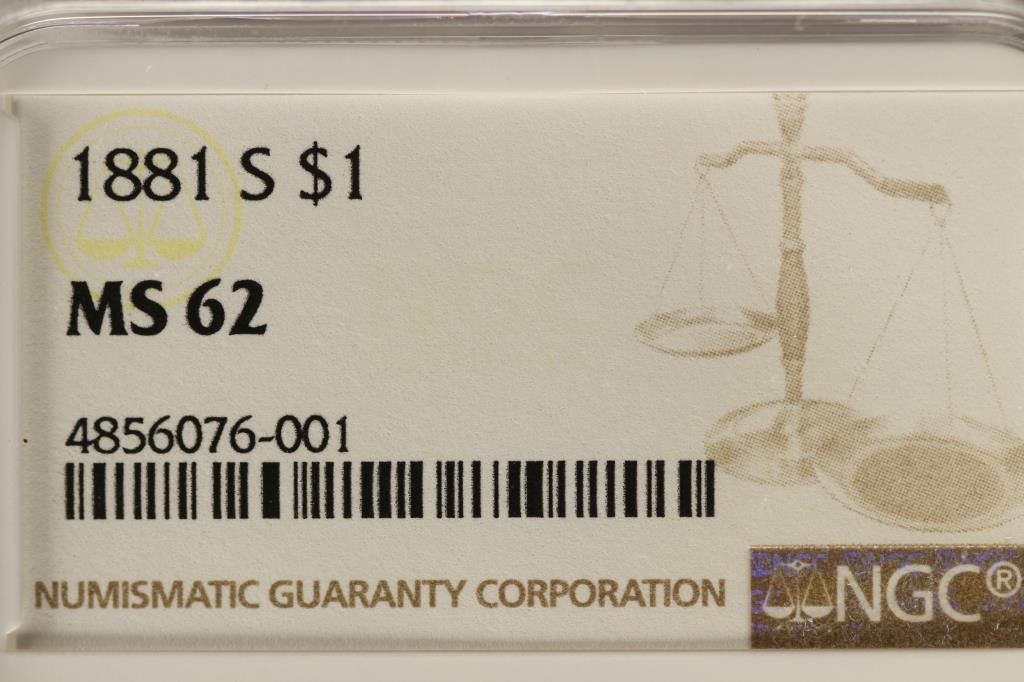 1881 S $1
MS 62
4856076-001
NUMISMATIC GUARANTY CORPORATION
NGC®